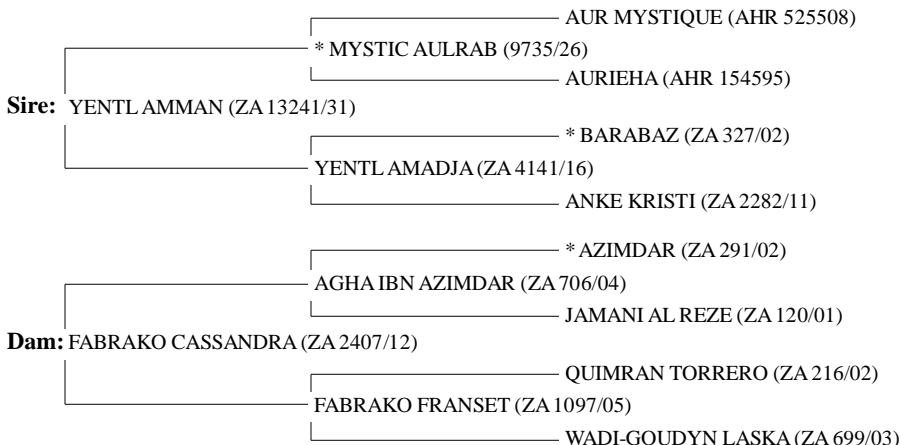 AUR MYSTIQUE (AHR 525508)
* MYSTIC AULRAB (9735/26)
AURIEHA (AHR 154595)
Sire: YENTL AMMAN (ZA 13241/31)
* BARABAZ (ZA 327/02)
YENTL AMADJA (ZA 4141/16)
ANKE KRISTI (ZA 2282/11)
* AZIMDAR (ZA 291/02)
AGHA IBN AZIMDAR (ZA 706/04)
JAMANI AL REZE (ZA 120/01)
Dam: FABRAKO CASSANDRA (ZA 2407/12)
QUIMRAN TORRERO (ZA 216/02)
FABRAKO FRANSET (ZA 1097/05)
WADI-GOUDYN LASKA (ZA 699/03)